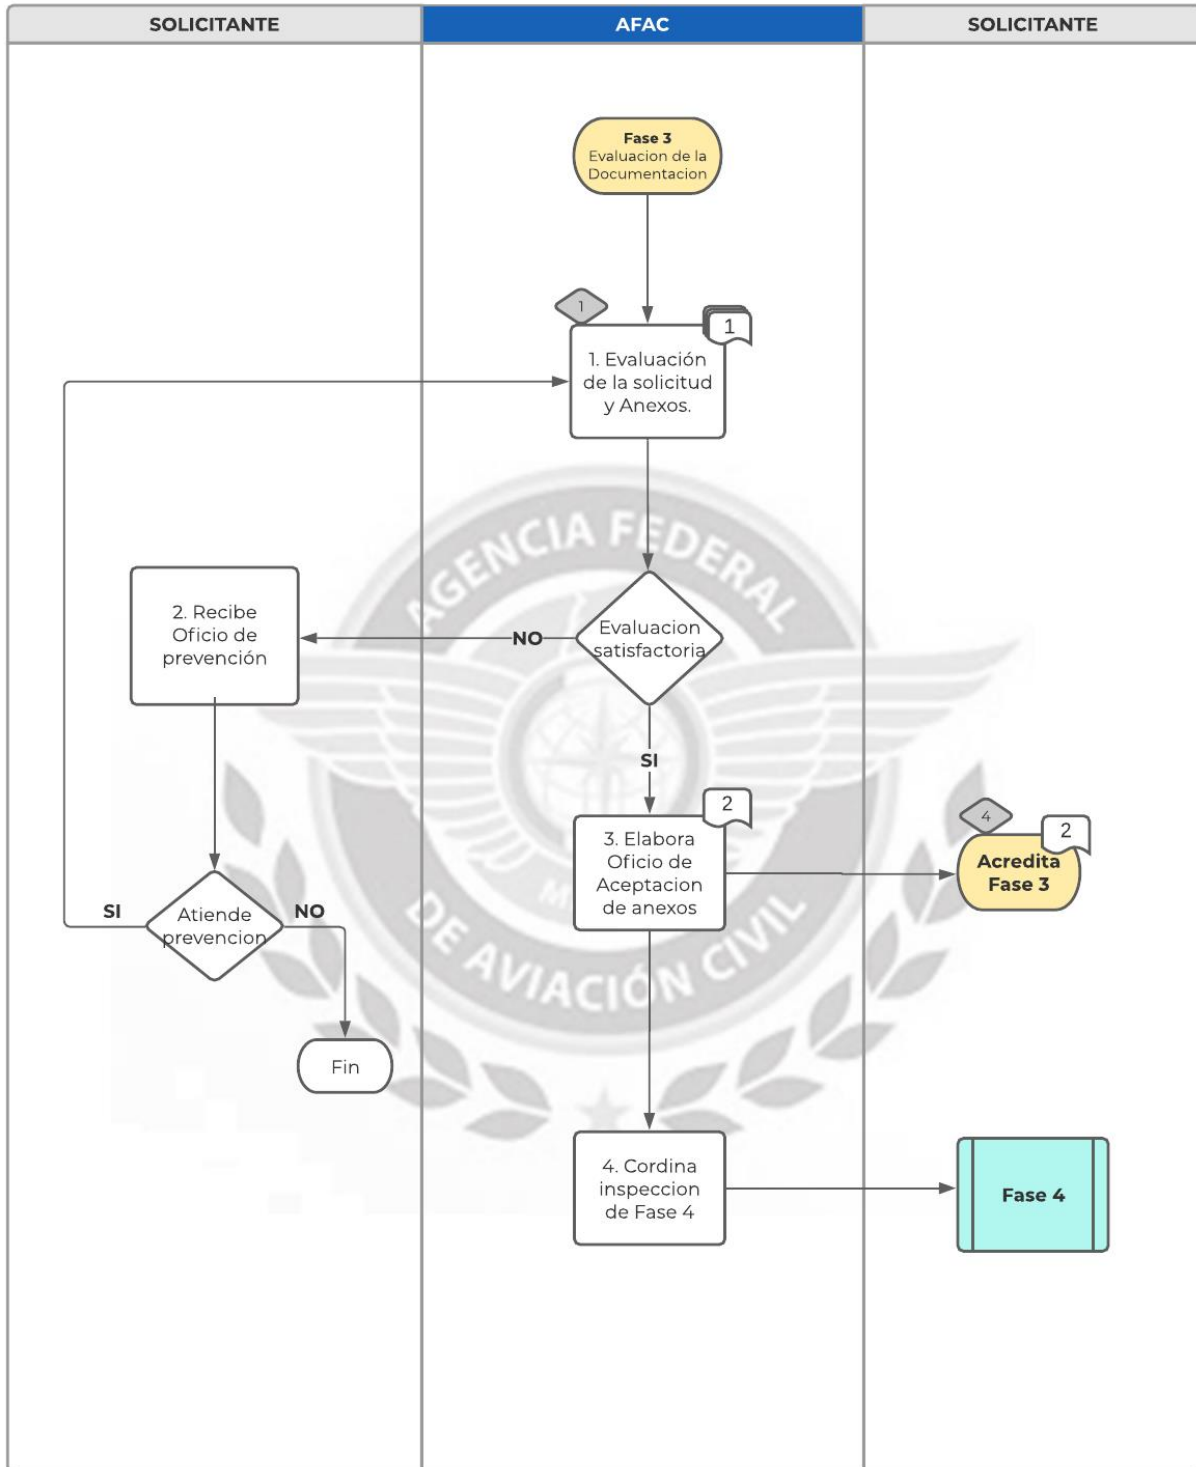 SOLICITANTE
AFAC
SOLICITANTE
Fase 3
Evaluacion de la
Documentacion
1
1
1. Evaluación
de la solicitud
y Anexos.
AGENCIA FEDERAL
DE AVIACIÓN CIVIL
2. Recibe
Oficio de
prevención
NO
Evaluacion
satisfactoria
SI
2
3. Elabora
Oficio de
Aceptacion
de anexos
4
2
Acredita
Fase 3
SI
Atiende
prevencion
NO
Fin
4. Cordina
inspeccion
de Fase 4
Fase 4